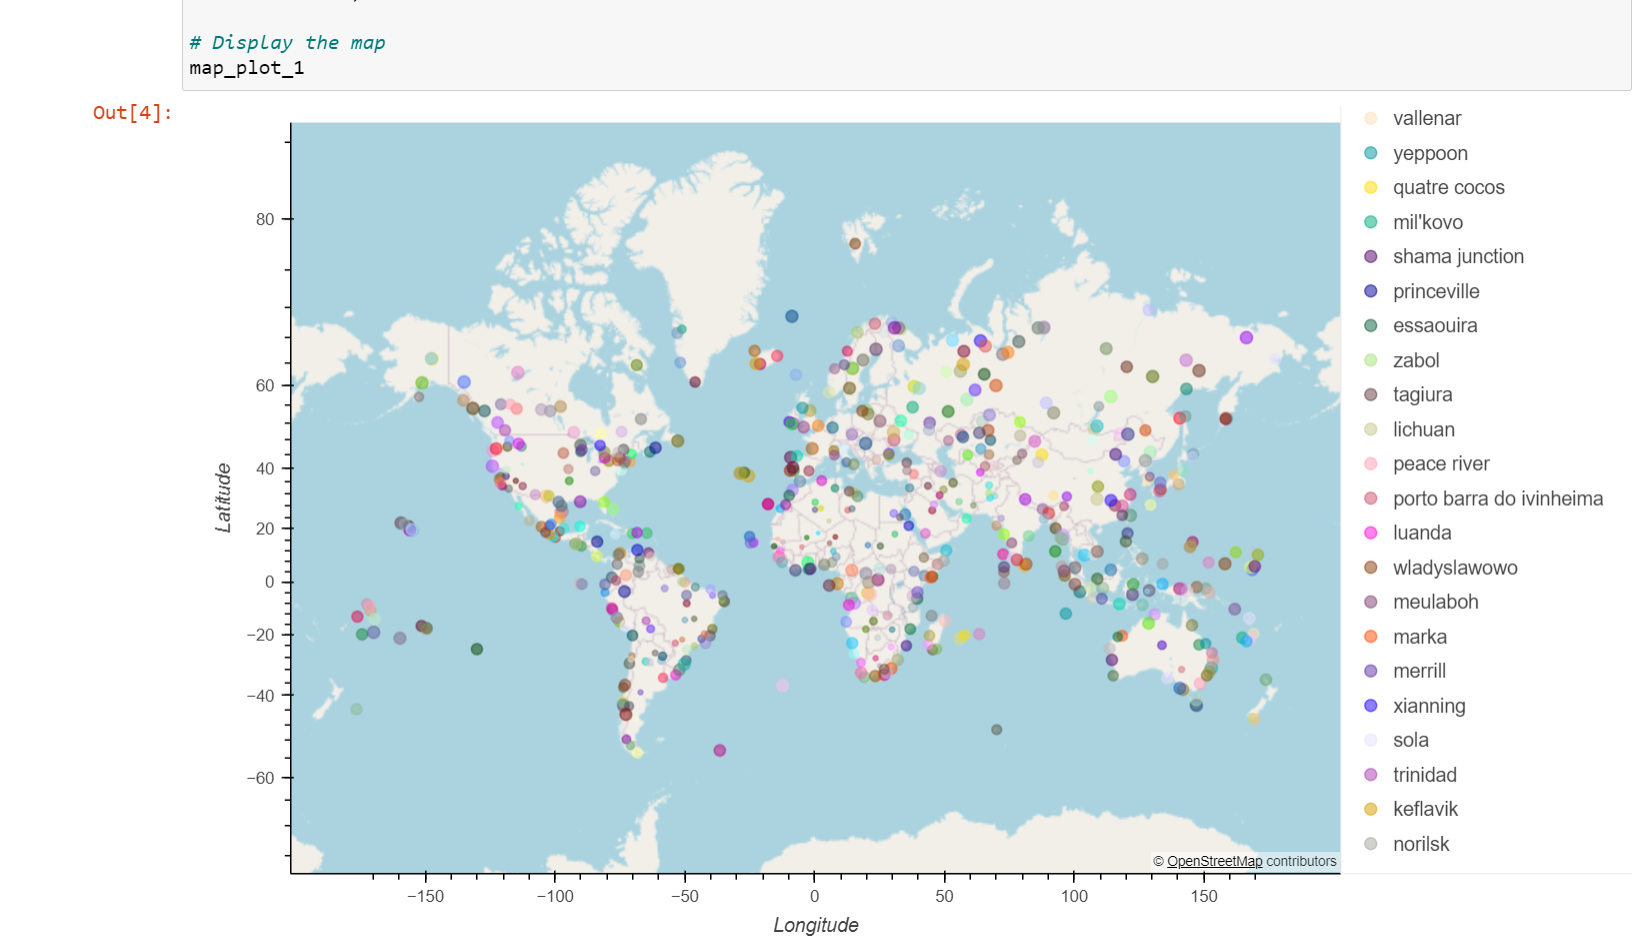 # Display the map
map_plot_1
Out[4]:
vallenar
yeppoon
quatre cocos
mil'kovo
shama junction
princeville
essaouira
zabol
tagiura
lichuan
peace river
porto barra do ivinheima
luanda
wladyslawowo
meulaboh
marka
merrill
xianning
sola
trinidad
keflavik
norilsk
Latitude
80
60
40
20
0
−20
−40
−60
© OpenStreetMap contributors
−150
−100
−50
0
50
100
150
Longitude